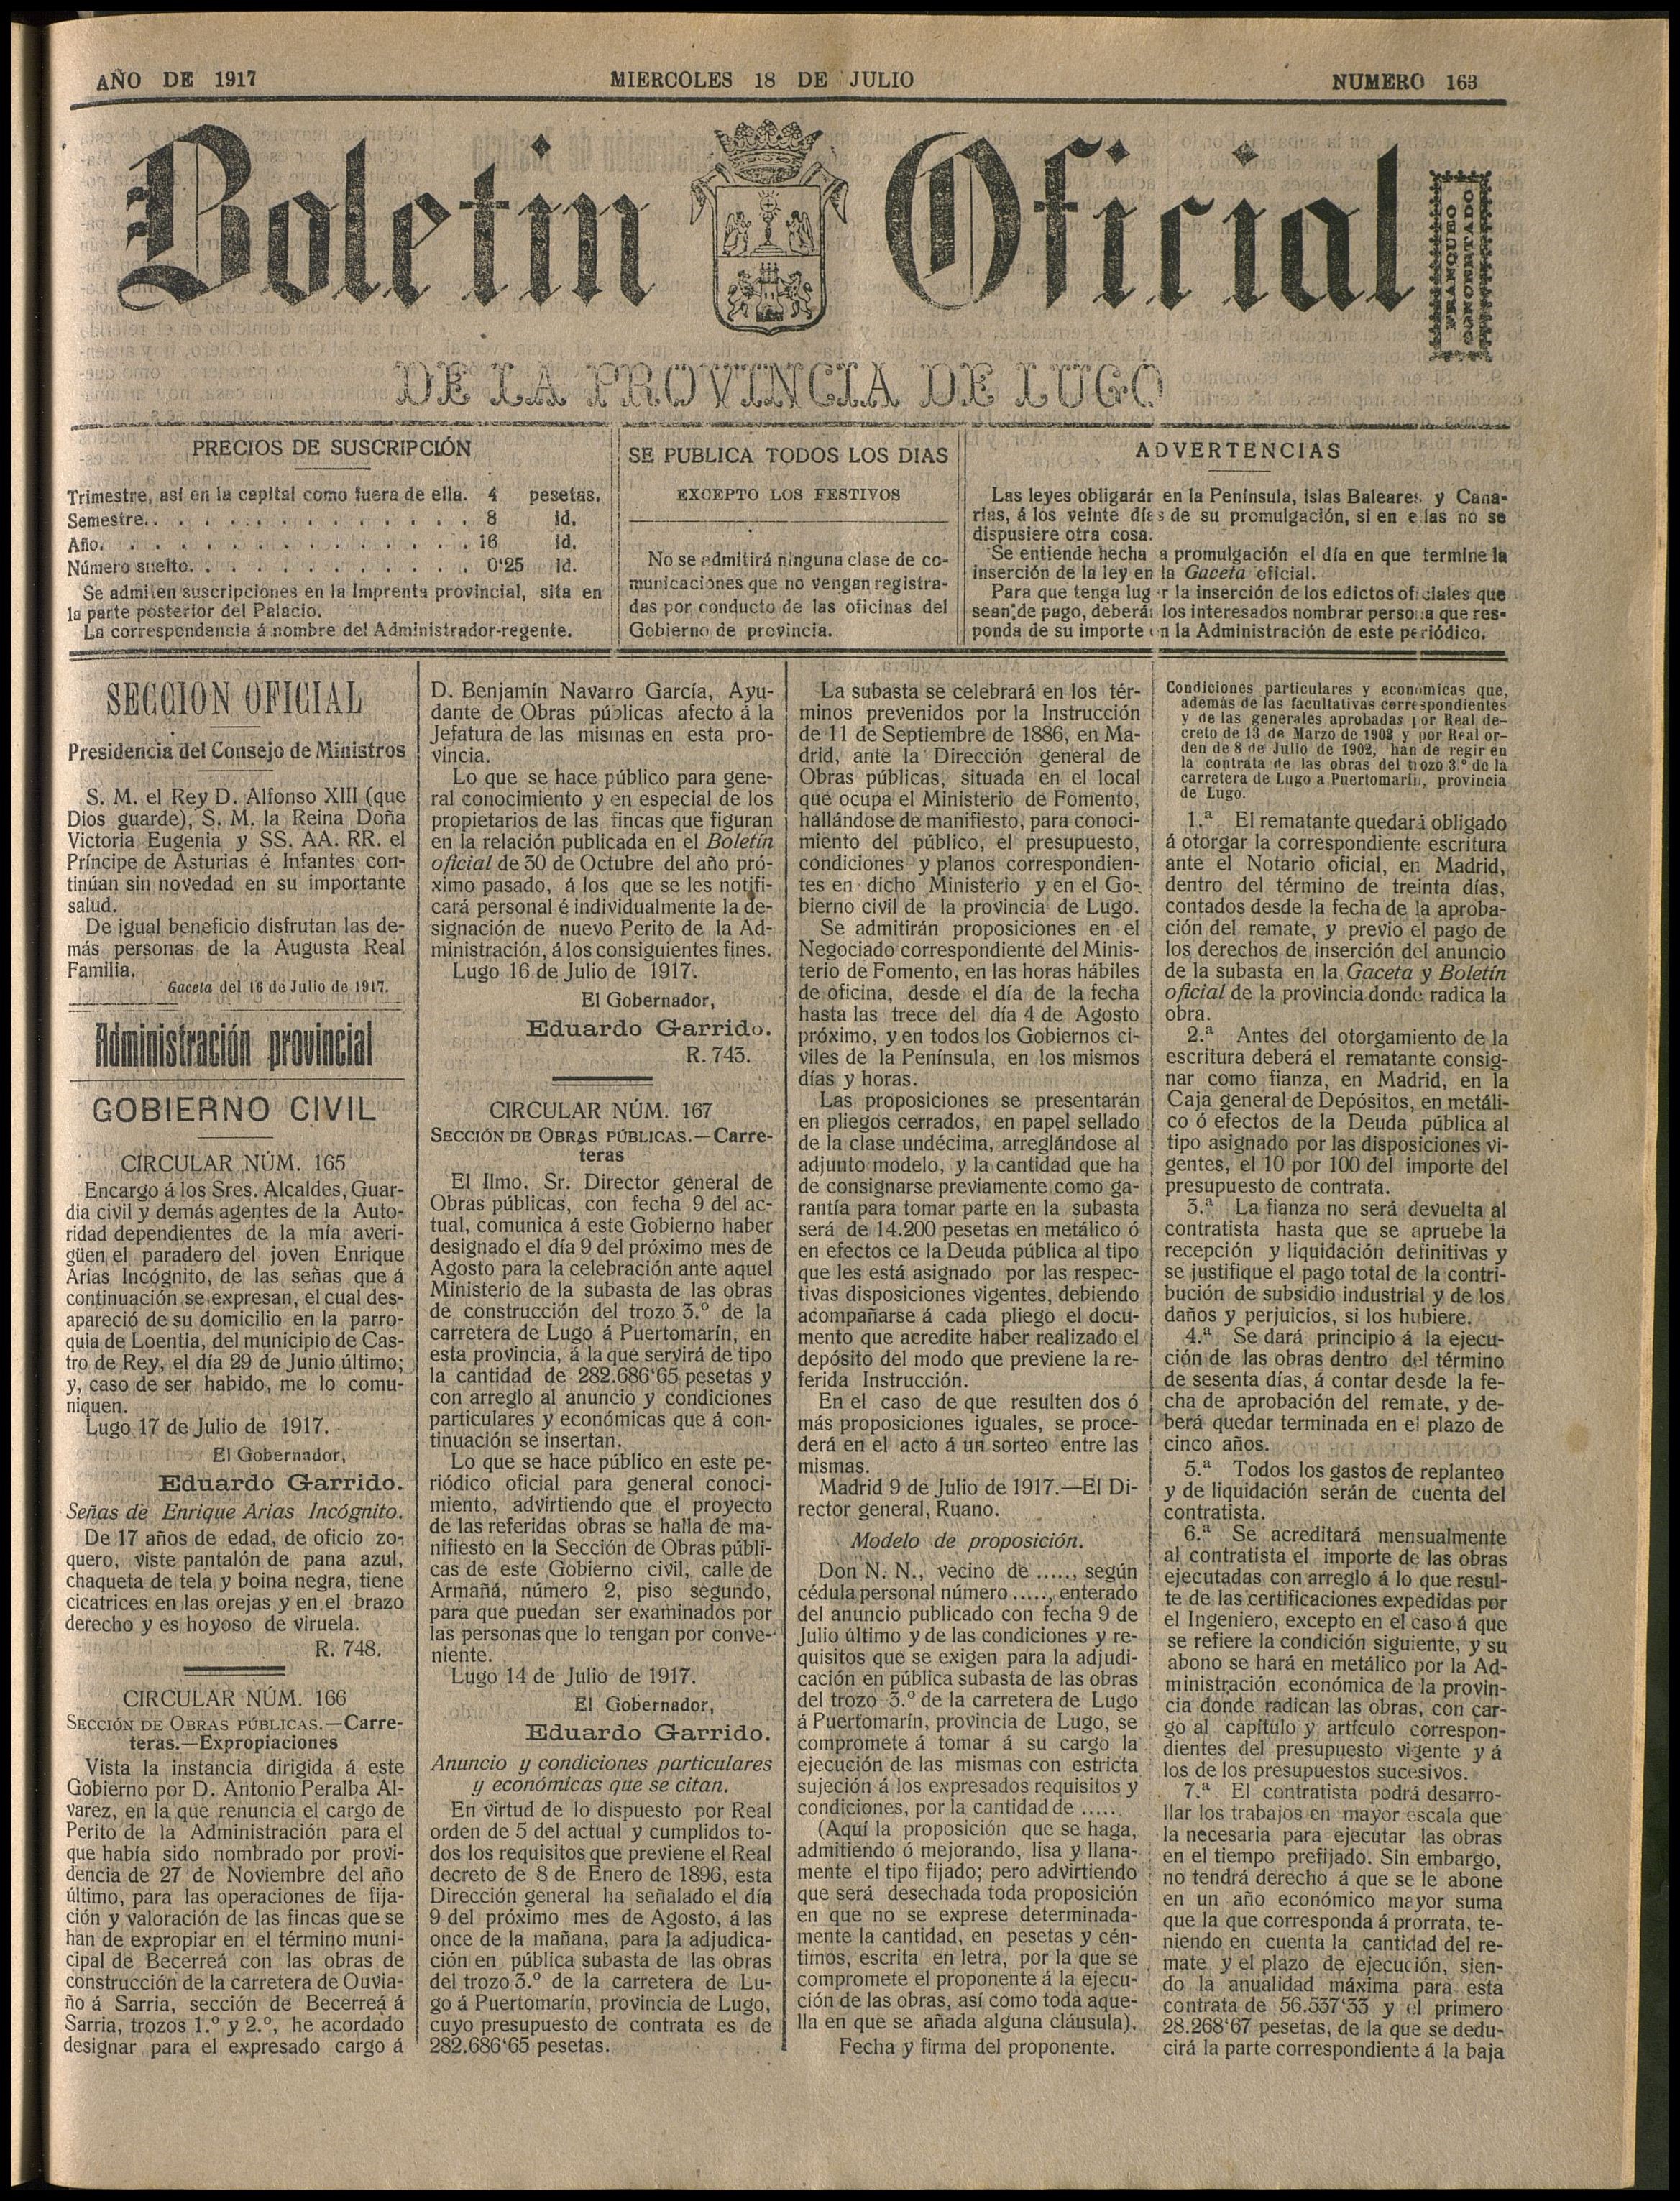 AÑO DE 1917
MIERCOLES 18 DE JULIO
NUMERO 163
Boletin Oficial
FRANQUEO
CONCERTADO
DE LA PROVINCIA DE LUGO
PRECIOS DE SUSCRIPCIÓN
Trimestre, así en la capital como fuera de ella. 4 pesetas.
Semestre. . . . . . . . . . . . . 8 id.
Año. . . . . . . . . . . . . . 16 id.
Número suelto. . . . . . . . . . . 0'25 id.
Se admiten suscripciones en la Imprenta provincial, sita en
la parte posterior del Palacio.
La correspondencia á nombre del Administrador-regente.
SE PUBLICA TODOS LOS DIAS
EXCEPTO LOS FESTIVOS
No se admitirá ninguna clase de co-
municaciones que no vengan registra-
das por conducto de las oficinas del
Gobierno de provincia.
ADVERTENCIAS
Las leyes obligarár en la Península, islas Baleares y Cana-
rias, á los veinte días de su promulgación, si en e las no se
dispusiere otra cosa.
Se entiende hecha a promulgación el día en que termine la
inserción de la ley en la Gaceta oficial.
Para que tenga lug r la inserción de los edictos oficiales que
sean de pago, deberá los interesados nombrar persona que res-
ponda de su importe en la Administración de este periódico.
SECCION OFICIAL
Presidencia del Consejo de Ministros
S. M. el Rey D. Alfonso XIII (que
Dios guarde), S. M. la Reina Doña
Victoria Eugenia y SS. AA. RR. el
Príncipe de Asturias é Infantes con-
tinúan sin novedad en su importante
salud.
De igual beneficio disfrutan las de-
más personas de la Augusta Real
Familia.
Gaceta del 16 de Julio de 1917.
Administración provincial
GOBIERNO CIVIL
CIRCULAR NÚM. 165
Encargo á los Sres. Alcaldes, Guar-
dia civil y demás agentes de la Auto-
ridad dependientes de la mía averi-
güen el paradero del joven Enrique
Arias Incógnito, de las señas que á
continuación se expresan, el cual des-
apareció de su domicilio en la parro-
quia de Loentia, del municipio de Cas-
tro de Rey, el día 29 de Junio último;
y, caso de ser habido, me lo comu-
niquen.
Lugo 17 de Julio de 1917.
El Gobernador,
Eduardo Garrido.
Señas de Enrique Arias Incógnito.
De 17 años de edad, de oficio zo-
quero, viste pantalón de pana azul,
chaqueta de tela y boina negra, tiene
cicatrices en las orejas y en el brazo
derecho y es hoyoso de viruela.
R. 748.
CIRCULAR NÚM. 166
SECCIÓN DE OBRAS PÚBLICAS.—Carre-
teras.—Expropiaciones
Vista la instancia dirigida á este
Gobierno por D. Antonio Peralba Al-
varez, en la que renuncia el cargo de
Perito de la Administración para el
que había sido nombrado por provi-
dencia de 27 de Noviembre del año
último, para las operaciones de fija-
ción y valoración de las fincas que se
han de expropiar en el término muni-
cipal de Becerreá con las obras de
construcción de la carretera de Ouvia-
ño á Sarria, sección de Becerreá á
Sarria, trozos 1.º y 2.º, he acordado
designar para el expresado cargo á
D. Benjamín Navarro García, Ayu-
dante de Obras públicas afecto á la
Jefatura de las mismas en esta pro-
vincia.
Lo que se hace público para gene-
ral conocimiento y en especial de los
propietarios de las fincas que figuran
en la relación publicada en el Boletín
oficial de 30 de Octubre del año pró-
ximo pasado, á los que se les notifi-
cará personal é individualmente la de-
signación de nuevo Perito de la Ad-
ministración, á los consiguientes fines.
Lugo 16 de Julio de 1917.
El Gobernador,
Eduardo Garrido.
R. 743.
CIRCULAR NÚM. 167
SECCIÓN DE OBRAS PÚBLICAS.—Carre-
teras
El Ilmo. Sr. Director general de
Obras públicas, con fecha 9 del ac-
tual, comunica á este Gobierno haber
designado el día 9 del próximo mes de
Agosto para la celebración ante aquel
Ministerio de la subasta de las obras
de construcción del trozo 3.º de la
carretera de Lugo á Puertomarín, en
esta provincia, á la que servirá de tipo
la cantidad de 282.686'65 pesetas y
con arreglo al anuncio y condiciones
particulares y económicas que á con-
tinuación se insertan.
Lo que se hace público en este pe-
riódico oficial para general conoci-
miento, advirtiendo que el proyecto
de las referidas obras se halla de ma-
nifiesto en la Sección de Obras públi-
cas de este Gobierno civil, calle de
Armañá, número 2, piso segundo,
para que puedan ser examinados por
las personas que lo tengan por conve-
niente.
Lugo 14 de Julio de 1917.
El Gobernador,
Eduardo Garrido.
Anuncio y condiciones particulares
y económicas que se citan.
En virtud de lo dispuesto por Real
orden de 5 del actual y cumplidos to-
dos los requisitos que previene el Real
decreto de 8 de Enero de 1896, esta
Dirección general ha señalado el día
9 del próximo mes de Agosto, á las
once de la mañana, para la adjudica-
ción en pública subasta de las obras
del trozo 3.º de la carretera de Lu-
go á Puertomarín, provincia de Lugo,
cuyo presupuesto de contrata es de
282.686'65 pesetas.
La subasta se celebrará en los tér-
minos prevenidos por la Instrucción
de 11 de Septiembre de 1886, en Ma-
drid, ante la Dirección general de
Obras públicas, situada en el local
que ocupa el Ministerio de Fomento,
hallándose de manifiesto, para conoci-
miento del público, el presupuesto,
condiciones y planos correspondien-
tes en dicho Ministerio y en el Go-
bierno civil de la provincia de Lugo.
Se admitirán proposiciones en el
Negociado correspondiente del Minis-
terio de Fomento, en las horas hábiles
de oficina, desde el día de la fecha
hasta las trece del día 4 de Agosto
próximo, y en todos los Gobiernos ci-
viles de la Península, en los mismos
días y horas.
Las proposiciones se presentarán
en pliegos cerrados, en papel sellado
de la clase undécima, arreglándose al
adjunto modelo, y la cantidad que ha
de consignarse previamente como ga-
rantía para tomar parte en la subasta
será de 14.200 pesetas en metálico ó
en efectos ce la Deuda pública al tipo
que les está asignado por las respec-
tivas disposiciones vigentes, debiendo
acompañarse á cada pliego el docu-
mento que acredite haber realizado el
depósito del modo que previene la re-
ferida Instrucción.
En el caso de que resulten dos ó
más proposiciones iguales, se proce-
derá en el acto á un sorteo entre las
mismas.
Madrid 9 de Julio de 1917.—El Di-
rector general, Ruano.
Modelo de proposición.
Don N. N., vecino de ....., según
cédula personal número ....., enterado
del anuncio publicado con fecha 9 de
Julio último y de las condiciones y re-
quisitos que se exigen para la adjudi-
cación en pública subasta de las obras
del trozo 3.º de la carretera de Lugo
á Puertomarín, provincia de Lugo, se
compromete á tomar á su cargo la
ejecución de las mismas con estricta
sujeción á los expresados requisitos y
condiciones, por la cantidad de .....
(Aquí la proposición que se haga,
admitiendo ó mejorando, lisa y llana-
mente el tipo fijado; pero advirtiendo
que será desechada toda proposición
en que no se exprese determinada-
mente la cantidad, en pesetas y cén-
timos, escrita en letra, por la que se
compromete el proponente á la ejecu-
ción de las obras, así como toda aque-
lla en que se añada alguna cláusula).
Fecha y firma del proponente.
Condiciones particulares y económicas que,
además de las facultativas correspondientes
y de las generales aprobadas por Real de-
creto de 13 de Marzo de 1903 y por Real or-
den de 8 de Julio de 1902, han de regir en
la contrata de las obras del trozo 3.º de la
carretera de Lugo a Puertomarín, provincia
de Lugo.
1.ª El rematante quedará obligado
á otorgar la correspondiente escritura
ante el Notario oficial, en Madrid,
dentro del término de treinta días,
contados desde la fecha de la aproba-
ción del remate, y previo el pago de
los derechos de inserción del anuncio
de la subasta en la Gaceta y Boletín
oficial de la provincia donde radica la
obra.
2.ª Antes del otorgamiento de la
escritura deberá el rematante consig-
nar como fianza, en Madrid, en la
Caja general de Depósitos, en metáli-
co ó efectos de la Deuda pública al
tipo asignado por las disposiciones vi-
gentes, el 10 por 100 del importe del
presupuesto de contrata.
3.ª La fianza no será devuelta al
contratista hasta que se apruebe la
recepción y liquidación definitivas y
se justifique el pago total de la contri-
bución de subsidio industrial y de los
daños y perjuicios, si los hubiere.
4.ª Se dará principio á la ejecu-
ción de las obras dentro del término
de sesenta días, á contar desde la fe-
cha de aprobación del remate, y de-
berá quedar terminada en el plazo de
cinco años.
5.ª Todos los gastos de replanteo
y de liquidación serán de cuenta del
contratista.
6.ª Se acreditará mensualmente
al contratista el importe de las obras
ejecutadas con arreglo á lo que resul-
te de las certificaciones expedidas por
el Ingeniero, excepto en el caso á que
se refiere la condición siguiente, y su
abono se hará en metálico por la Ad-
ministración económica de la provin-
cia donde radican las obras, con car-
go al capítulo y artículo correspon-
dientes del presupuesto vigente y á
los de los presupuestos sucesivos.
7.ª El contratista podrá desarro-
llar los trabajos en mayor escala que
la necesaria para ejecutar las obras
en el tiempo prefijado. Sin embargo,
no tendrá derecho á que se le abone
en un año económico mayor suma
que la que corresponda á prorrata, te-
niendo en cuenta la cantidad del re-
mate y el plazo de ejecución, sien-
do la anualidad máxima para esta
contrata de 56.537'33 y el primero
28.268'67 pesetas, de la que se dedu-
cirá la parte correspondiente á la baja